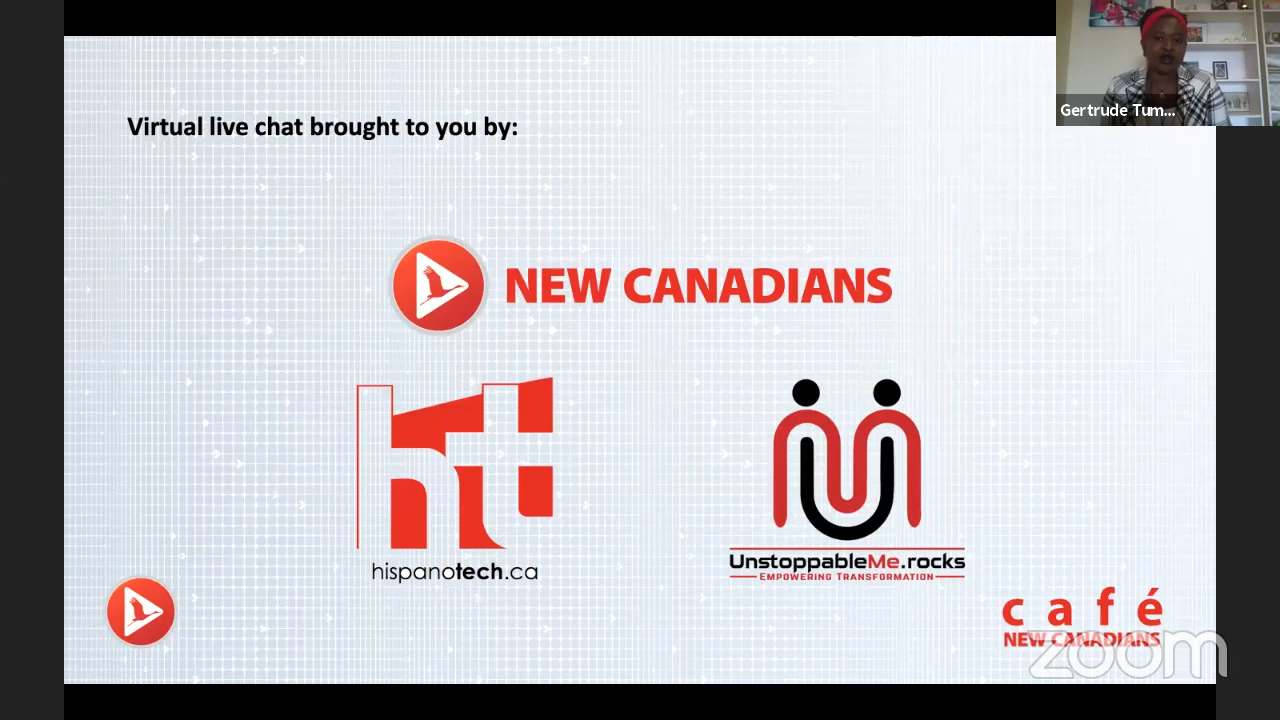 Virtual live chat brought to you by:
Gertrude Tum...
NEW CANADIANS
ht
hispanotech.ca
UnstoppableMe.rocks
EMPOWERING TRANSFORMATION
café
NEW CANADIANS
zoom